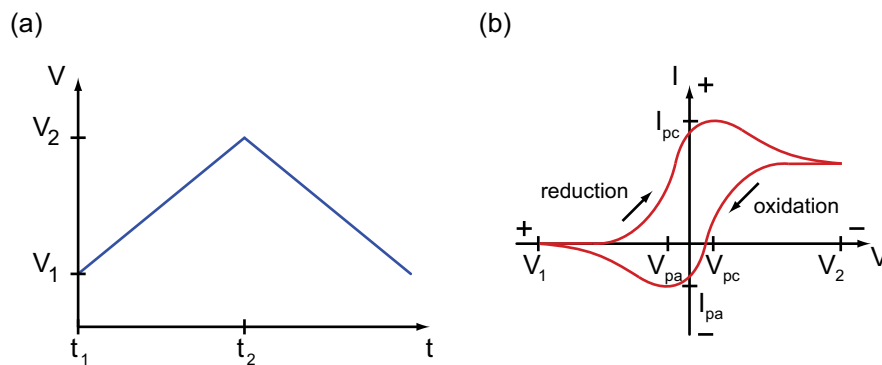 (a)
V
V2
V1
t1
t2
t
(b)
I
+
Ipc
reduction
oxidation
+
−
V1
Vpa
Vpc
V2
V
Ipa
−